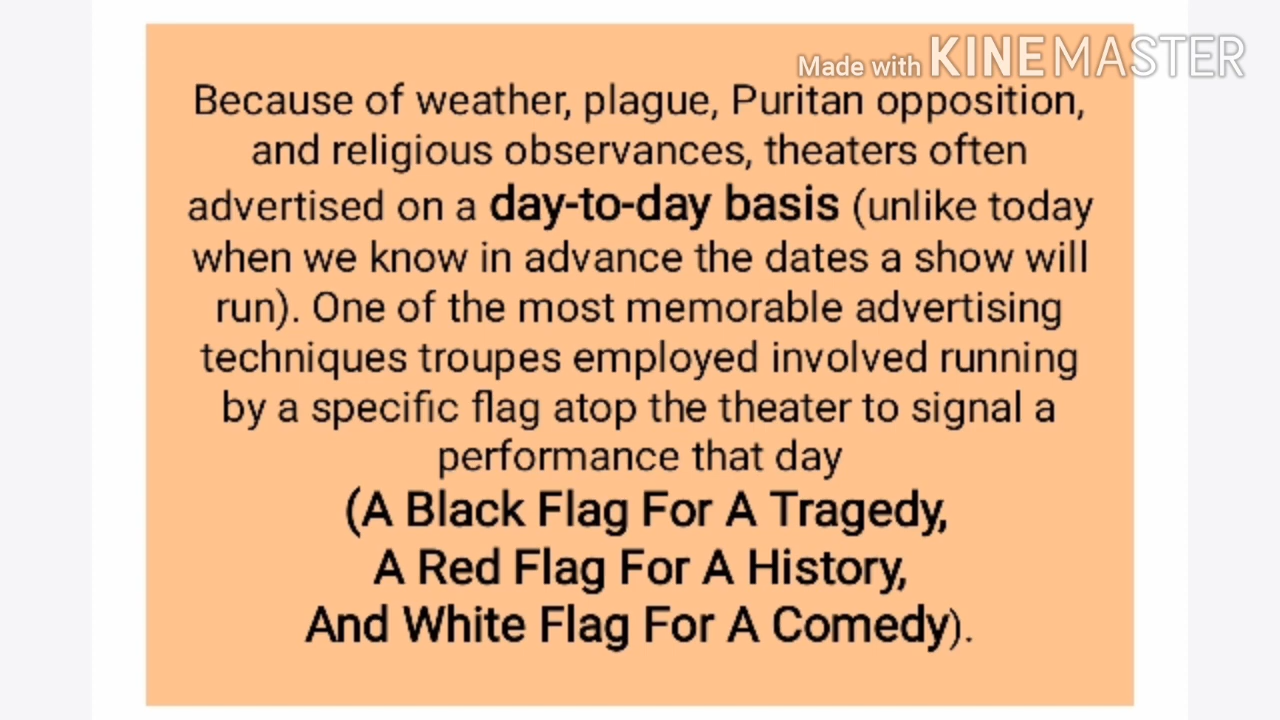 Made with KINEMASTER
Because of weather, plague, Puritan opposition,
and religious observances, theaters often
advertised on a day-to-day basis (unlike today
when we know in advance the dates a show will
run). One of the most memorable advertising
techniques troupes employed involved running
by a specific flag atop the theater to signal a
performance that day
(A Black Flag For A Tragedy,
A Red Flag For A History,
And White Flag For A Comedy).